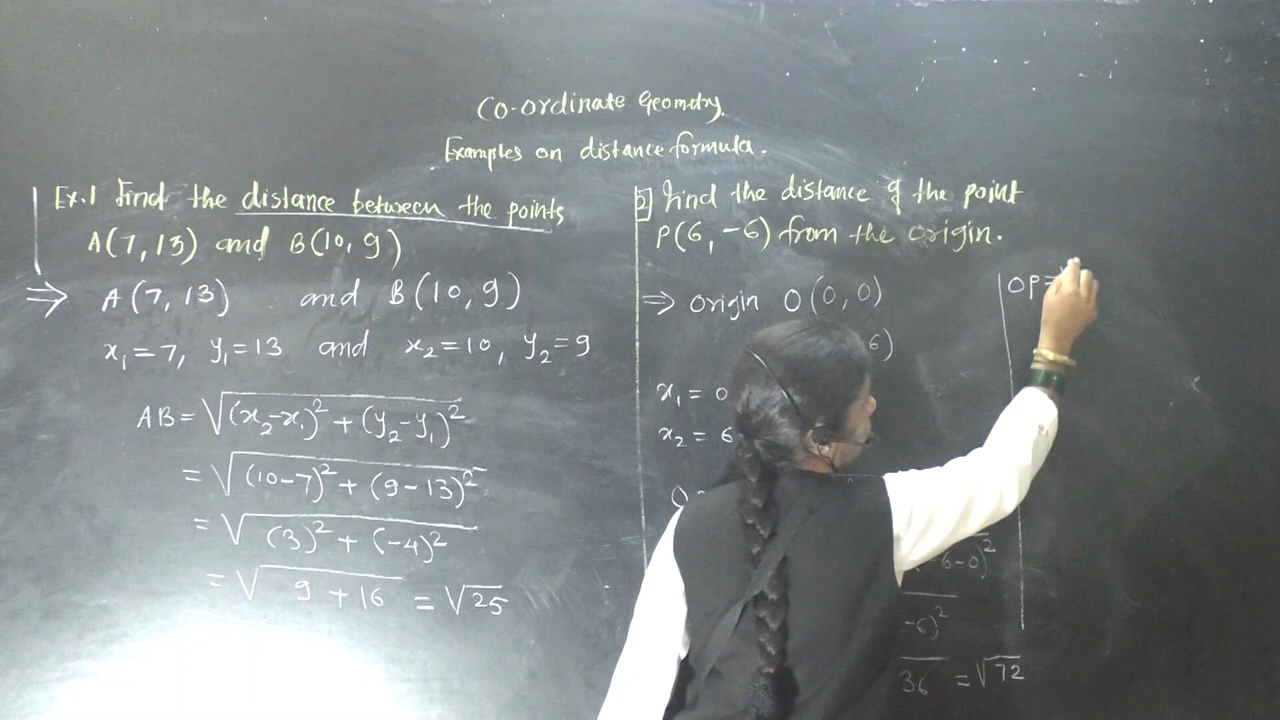 Co-ordinate Geometry.
Examples on distance formula.
Ex.1 Find the distance between the points
A(7,13) and B(10,9)
⇒ A(7,13) and B(10,9)
x₁=7, y₁=13 and x₂=10, y₂=9
AB = √(x₂-x₁)² + (y₂-y₁)²
= √(10-7)² + (9-13)²
= √(3)² + (-4)²
= √9+16 = √25
2] Find the distance of the point
P(6,-6) from the origin.
⇒ origin O(0,0)
6)
x₁ = 0
x₂ = 6
6-0)²
-6)²
36 = √72
OP=